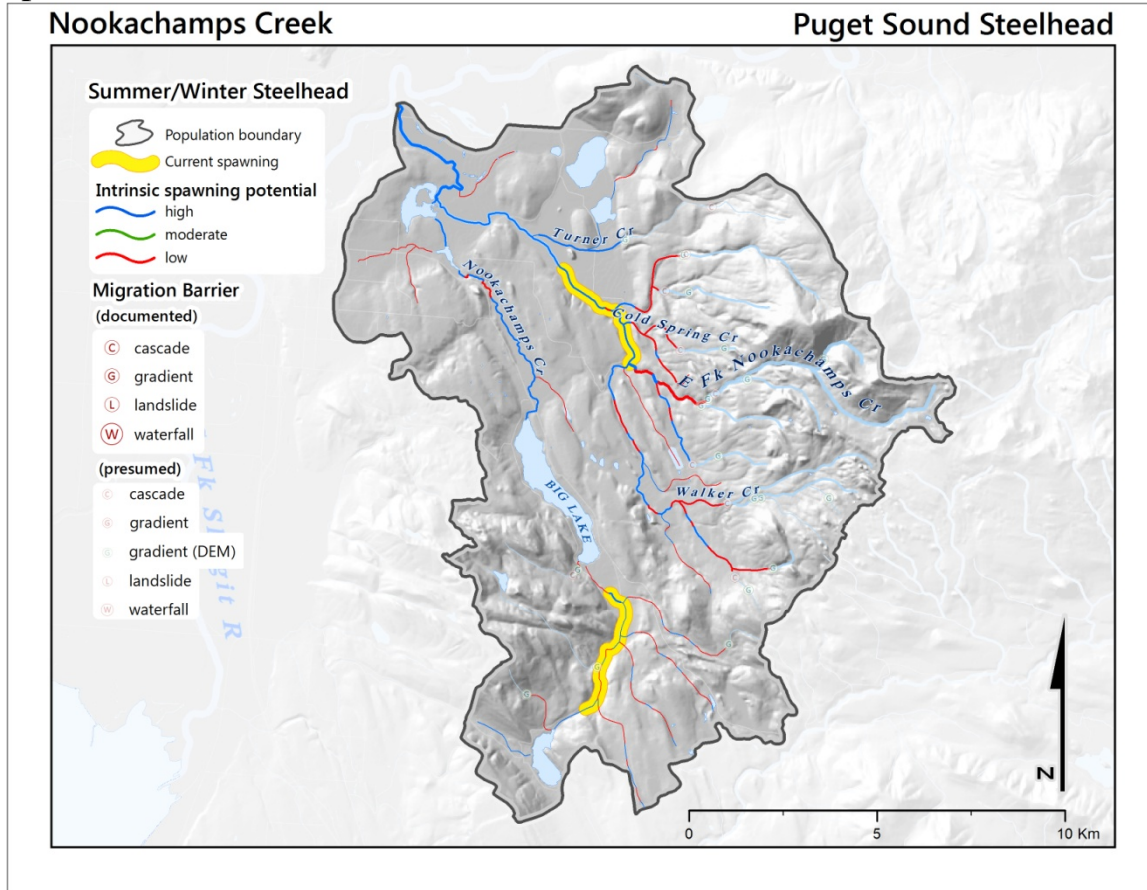 Nookachamps Creek
Puget Sound Steelhead
Summer/Winter Steelhead
Population boundary
Current spawning
Intrinsic spawning potential
high
moderate
low
Migration Barrier
(documented)
C cascade
G gradient
L landslide
W waterfall
(presumed)
C cascade
G gradient
G gradient (DEM)
L landslide
W waterfall
Turner Cr
Nookachamps Cr
Cold Spring Cr
E Fk Nookachamps Cr
Walker Cr
BIG LAKE
Fk Skagit R
N
0 5 10 Km